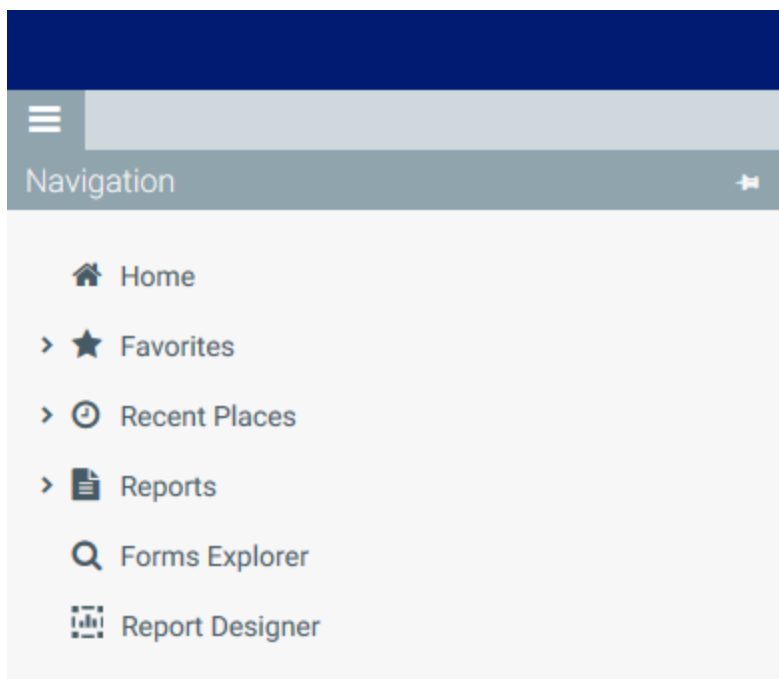 Navigation
Home
Favorites
Recent Places
Reports
Forms Explorer
Report Designer